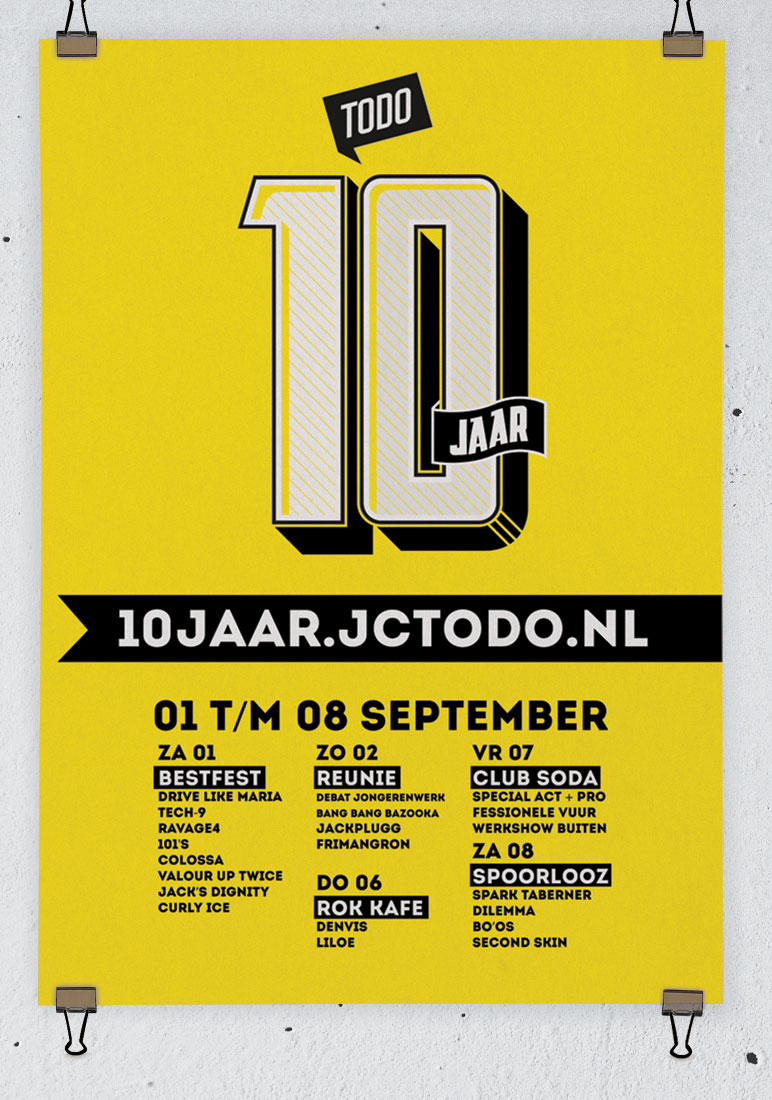 TODO
10
JAAR
10JAAR.JCTODO.NL
01 T/M 08 SEPTEMBER
ZA 01
BESTFEST
DRIVE LIKE MARIA
TECH-9
RAVAGE4
101'S
COLOSSA
VALOUR UP TWICE
JACK'S DIGNITY
CURLY ICE
ZO 02
REUNIE
DEBAT JONGERENWERK
BANG BANG BAZOOKA
JACKPLUGG
FRIMANGRON
DO 06
ROK KAFE
DENVIS
LILOE
VR 07
CLUB SODA
SPECIAL ACT + PRO
FESSIONELE VUUR
WERKSHOW BUITEN
ZA 08
SPOORLOOZ
SPARK TABERNER
DILEMMA
BO'OS
SECOND SKIN